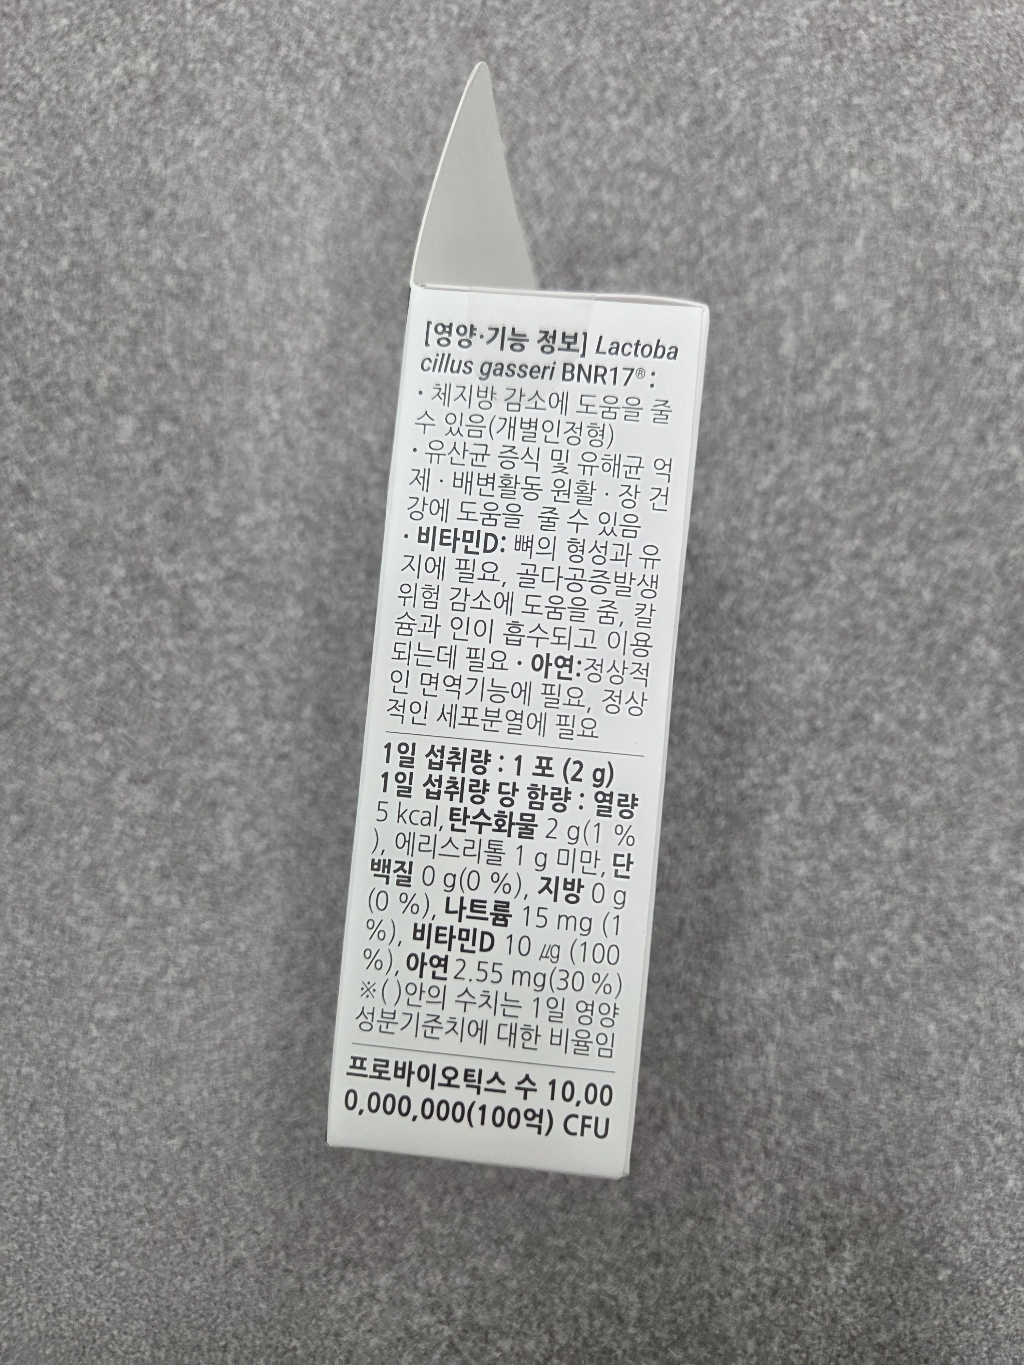 [영양·기능 정보] Lactoba
cillus gasseri BNR17®:
· 체지방 감소에 도움을 줄
수 있음(개별인정형)
· 유산균 증식 및 유해균 억
제 · 배변활동 원활 · 장 건
강에 도움을 줄 수 있음
· 비타민D: 뼈의 형성과 유
지에 필요, 골다공증발생
위험 감소에 도움을 줌, 칼
슘과 인이 흡수되고 이용
되는데 필요 · 아연:정상적
인 면역기능에 필요, 정상
적인 세포분열에 필요
1일 섭취량 : 1 포 (2 g)
1일 섭취량 당 함량 : 열량
5 kcal, 탄수화물 2 g(1 %
), 에리스리톨 1 g 미만, 단
백질 0 g(0 %), 지방 0 g
(0 %), 나트륨 15 mg (1
%), 비타민D 10 ㎍ (100
%), 아연 2.55 mg(30 %)
※( )안의 수치는 1일 영양
성분기준치에 대한 비율임
프로바이오틱스 수 10,00
0,000,000(100억) CFU